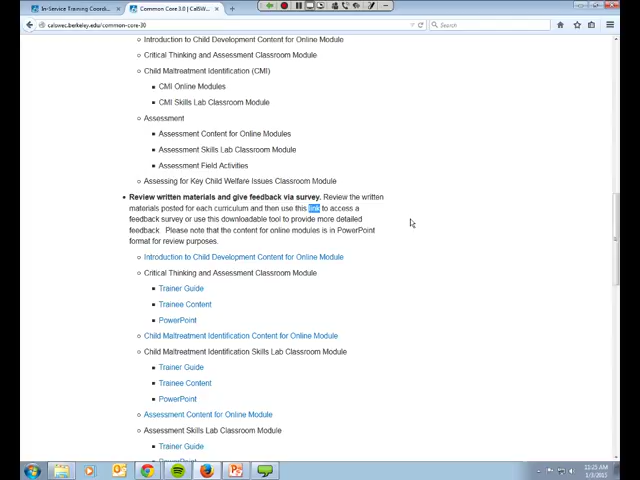 In-Service Training Coordi...
Common Core 3.0 | CalSW...
calswec.berkeley.edu/common-core-30
Search
Introduction to Child Development Content for Online Module
Critical Thinking and Assessment Classroom Module
Child Maltreatment Identification (CMI)
CMI Online Modules
CMI Skills Lab Classroom Module
Assessment
Assessment Content for Online Modules
Assessment Skills Lab Classroom Module
Assessment Field Activities
Assessing for Key Child Welfare Issues Classroom Module
Review written materials and give feedback via survey. Review the written
materials posted for each curriculum and then use this link to access a
feedback survey or use this downloadable tool to provide more detailed
feedback. Please note that the content for online modules is in PowerPoint
format for review purposes.
Introduction to Child Development Content for Online Module
Critical Thinking and Assessment Classroom Module
Trainer Guide
Trainee Content
PowerPoint
Child Maltreatment Identification Content for Online Module
Child Maltreatment Identification Skills Lab Classroom Module
Trainer Guide
Trainee Content
PowerPoint
Assessment Content for Online Module
Assessment Skills Lab Classroom Module
Trainer Guide
11:25 AM